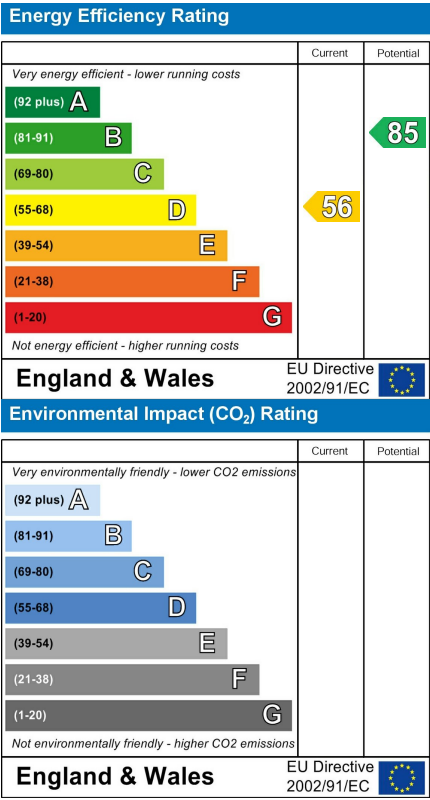 Energy Efficiency Rating
Current Potential
Very energy efficient - lower running costs
(92 plus) A
(81-91) B
85
(69-80) C
(55-68) D
56
(39-54) E
(21-38) F
(1-20) G
Not energy efficient - higher running costs
England & Wales
EU Directive
2002/91/EC
Environmental Impact (CO₂) Rating
Current Potential
Very environmentally friendly - lower CO2 emissions
(92 plus) A
(81-91) B
(69-80) C
(55-68) D
(39-54) E
(21-38) F
(1-20) G
Not environmentally friendly - higher CO2 emissions
England & Wales
EU Directive
2002/91/EC